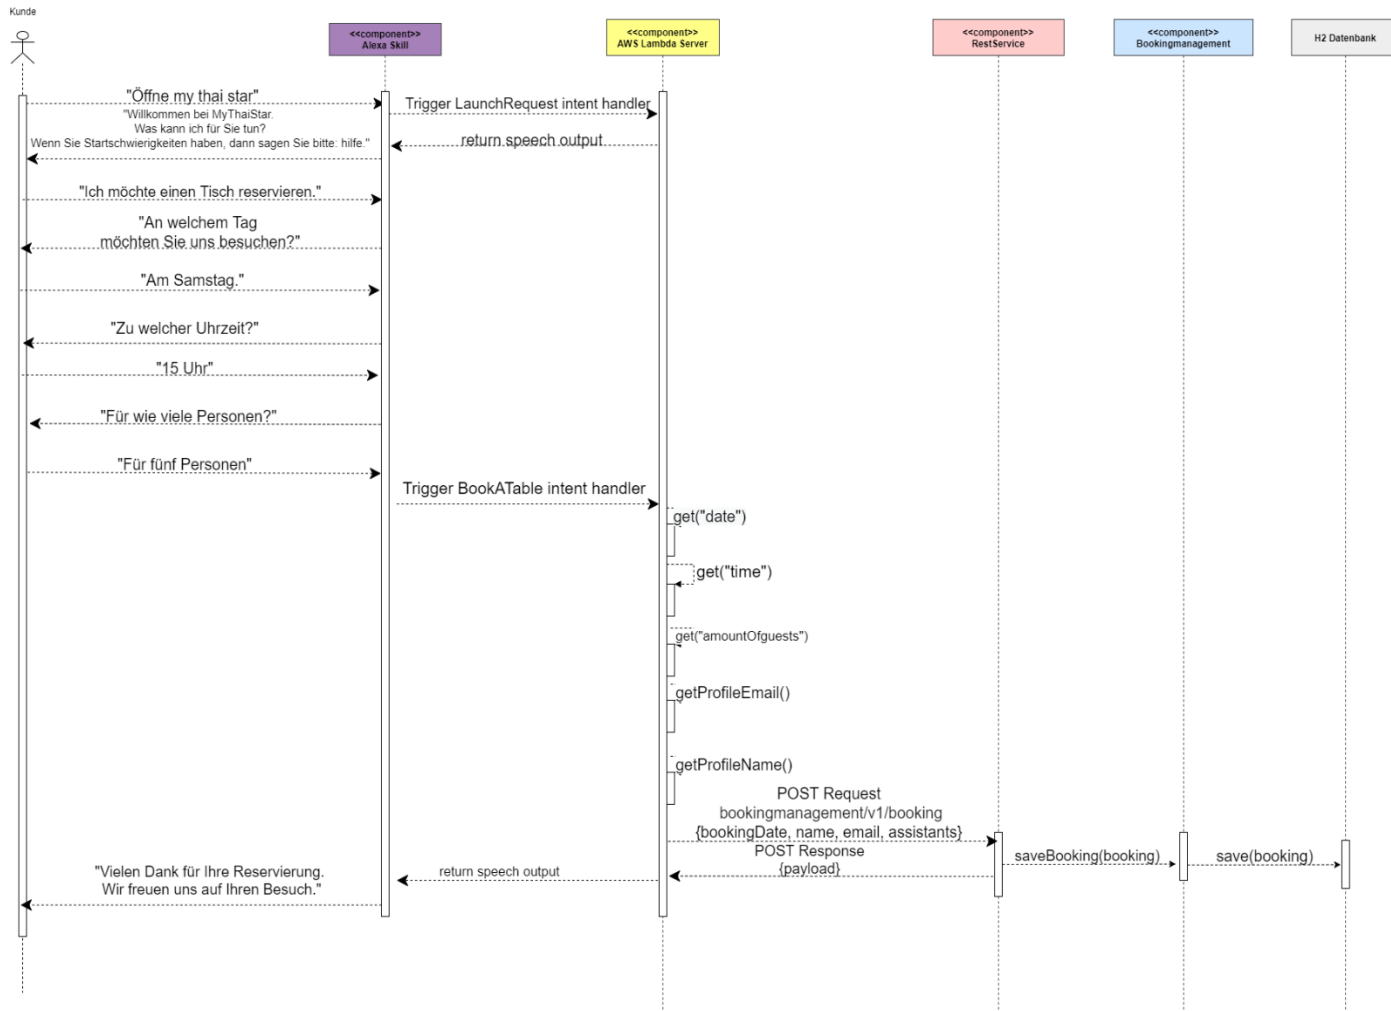 Kunde
<<component>>
Alexa Skill
<<component>>
AWS Lambda Server
<<component>>
RestService
<<component>>
Bookingmanagement
H2 Datenbank
"Öffne my thai star"
Trigger LaunchRequest intent handler
"Willkommen bei MyThaiStar.
Was kann ich für Sie tun?
Wenn Sie Startschwierigkeiten haben, dann sagen Sie bitte: hilfe."
return speech output
"Ich möchte einen Tisch reservieren."
"An welchem Tag
möchten Sie uns besuchen?"
"Am Samstag."
"Zu welcher Uhrzeit?"
"15 Uhr"
"Für wie viele Personen?"
"Für fünf Personen"
Trigger BookATable intent handler
get("date")
get("time")
get("amountOfguests")
getProfileEmail()
getProfileName()
POST Request
bookingmanagement/v1/booking
{bookingDate, name, email, assistants}
POST Response
{payload}
saveBooking(booking)
save(booking)
return speech output
"Vielen Dank für Ihre Reservierung.
Wir freuen uns auf Ihren Besuch."